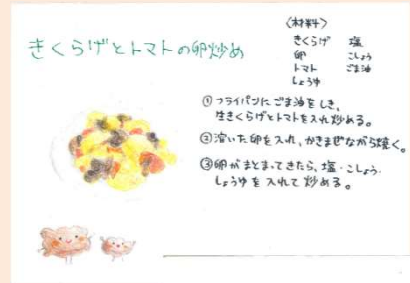 きくらげとトマトの卵炒め
〈材料〉
きくらげ 塩
卵 こしょう
トマト ごま油
しょうゆ
①フライパンにごま油をしき、
生きくらげとトマトを入れ炒める。
②溶いた卵を入れ、かきまぜながら焼く。
③卵がまとまってきたら、塩・こしょう・
しょうゆを入れて炒める。